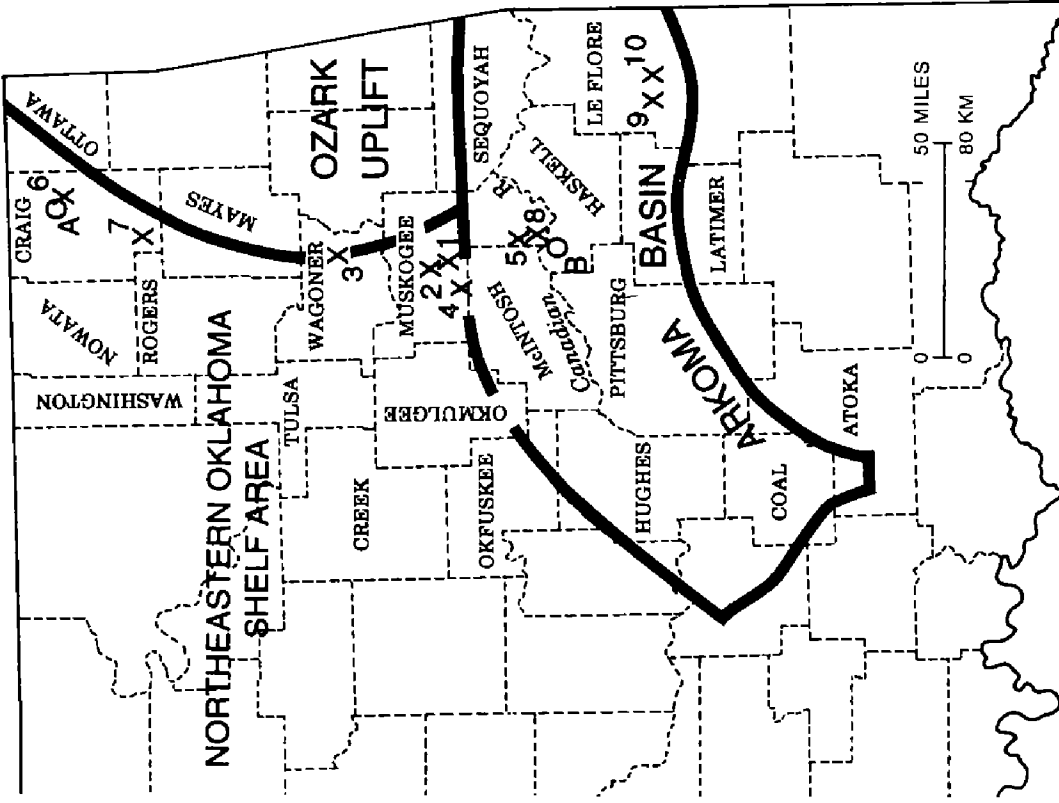 CRAIG
OTTAWA
NOWATA
WASHINGTON
6
A
7
ROGERS
MAYES
NORTHEASTERN OKLAHOMA
SHELF AREA
OZARK
UPLIFT
TULSA
WAGONER
3
CREEK
OKMULGEE
MUSKOGEE
2
1
4
SEQUOYAH
OKFUSKEE
McINTOSH
R
5
8
B
Canadian
HASKELL
LE FLORE
9
10
HUGHES
PITTSBURG
BASIN
ARKOMA
LATIMER
COAL
ATOKA
0
50 MILES
0
80 KM